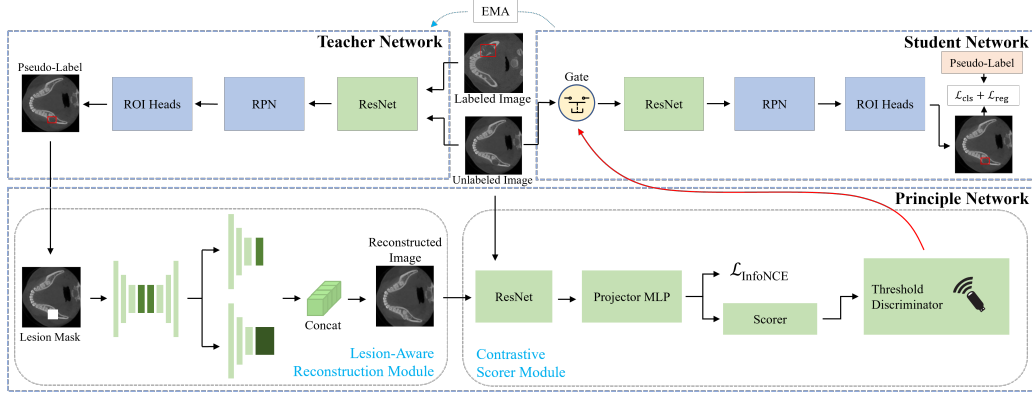 EMA
Teacher Network
Student Network
Pseudo-Label
ROI Heads
RPN
ResNet
Labeled Image
Unlabeled Image
Gate
ResNet
RPN
ROI Heads
Pseudo-Label
ℒcls + ℒreg
Principle Network
Lesion Mask
Concat
Reconstructed
Image
Lesion-Aware
Reconstruction Module
ResNet
Projector MLP
ℒInfoNCE
Scorer
Threshold
Discriminator
Contrastive
Scorer Module